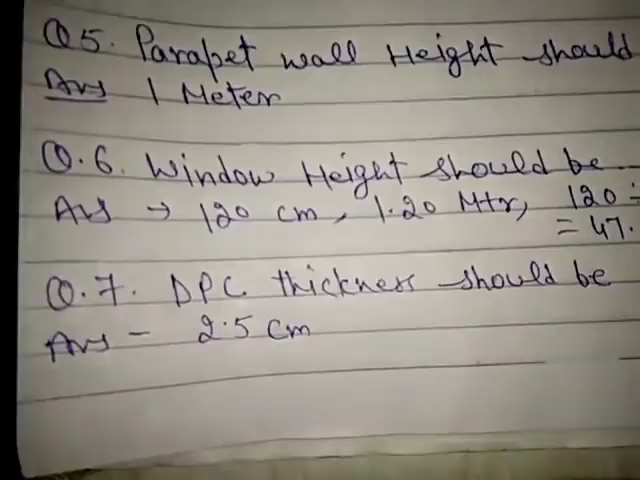 Q5. Parapet wall Height should
Ans 1 Meter
Q.6. Window Height should be
Ans → 120 cm, 1.20 Mtr, 120 ÷
= 47.
Q.7. DPC thickness should be
Ans - 2.5 cm